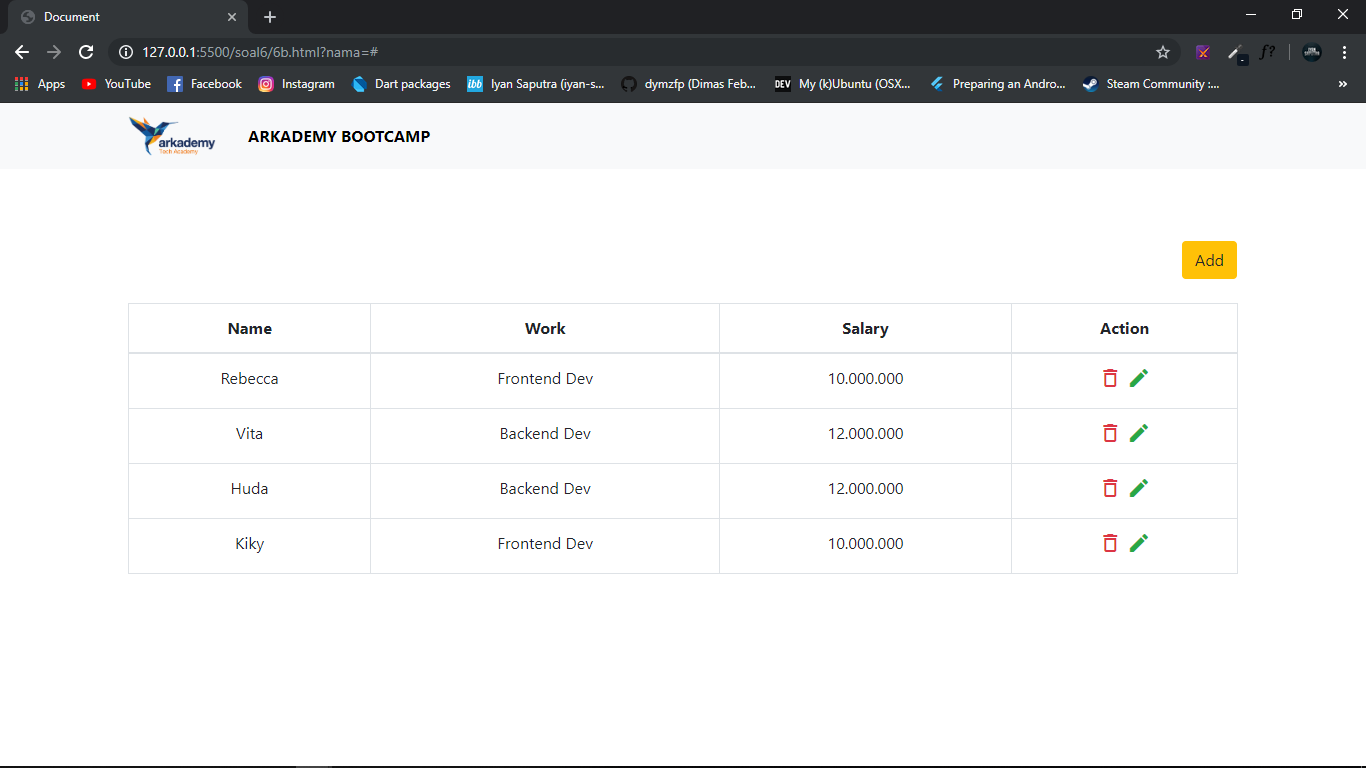 Document
127.0.0.1:5500/soal6/6b.html?nama=#
f?
Apps YouTube Facebook Instagram Dart packages ibb Iyan Saputra (iyan-s... dymzfp (Dimas Feb... DEV My (k)Ubuntu (OSX... Preparing an Andro... Steam Community :... »
arkademy
Tech Academy
ARKADEMY BOOTCAMP
Add
Name Work Salary Action
Rebecca Frontend Dev 10.000.000
Vita Backend Dev 12.000.000
Huda Backend Dev 12.000.000
Kiky Frontend Dev 10.000.000